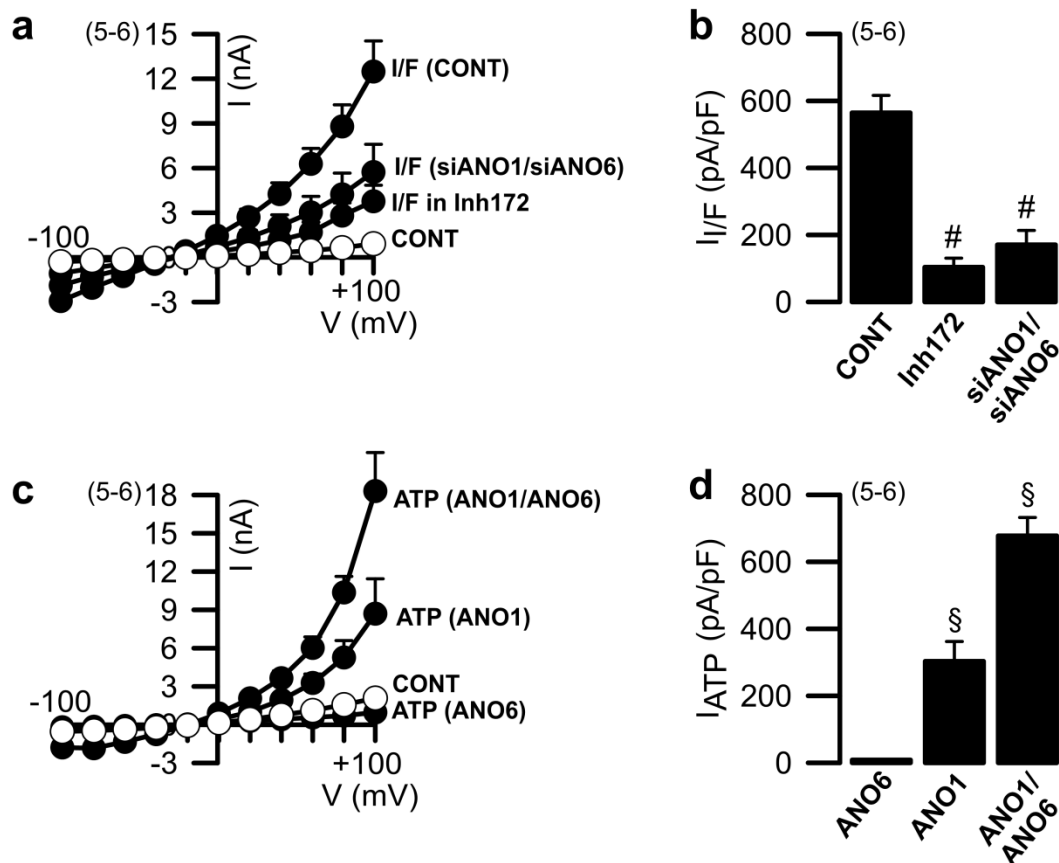 a
(5-6)
I (nA)
15
12
9
6
3
-3
-100
+100
V (mV)
I/F (CONT)
I/F (siANO1/siANO6)
I/F in Inh172
CONT
b
(5-6)
I I/F (pA/pF)
800
600
400
200
0
#
#
CONT
Inh172
siANO1/
siANO6
c
(5-6)
I (nA)
18
15
12
9
6
3
-3
-100
+100
V (mV)
ATP (ANO1/ANO6)
ATP (ANO1)
CONT
ATP (ANO6)
d
(5-6)
I ATP (pA/pF)
800
600
400
200
0
§
§
ANO6
ANO1
ANO1/
ANO6